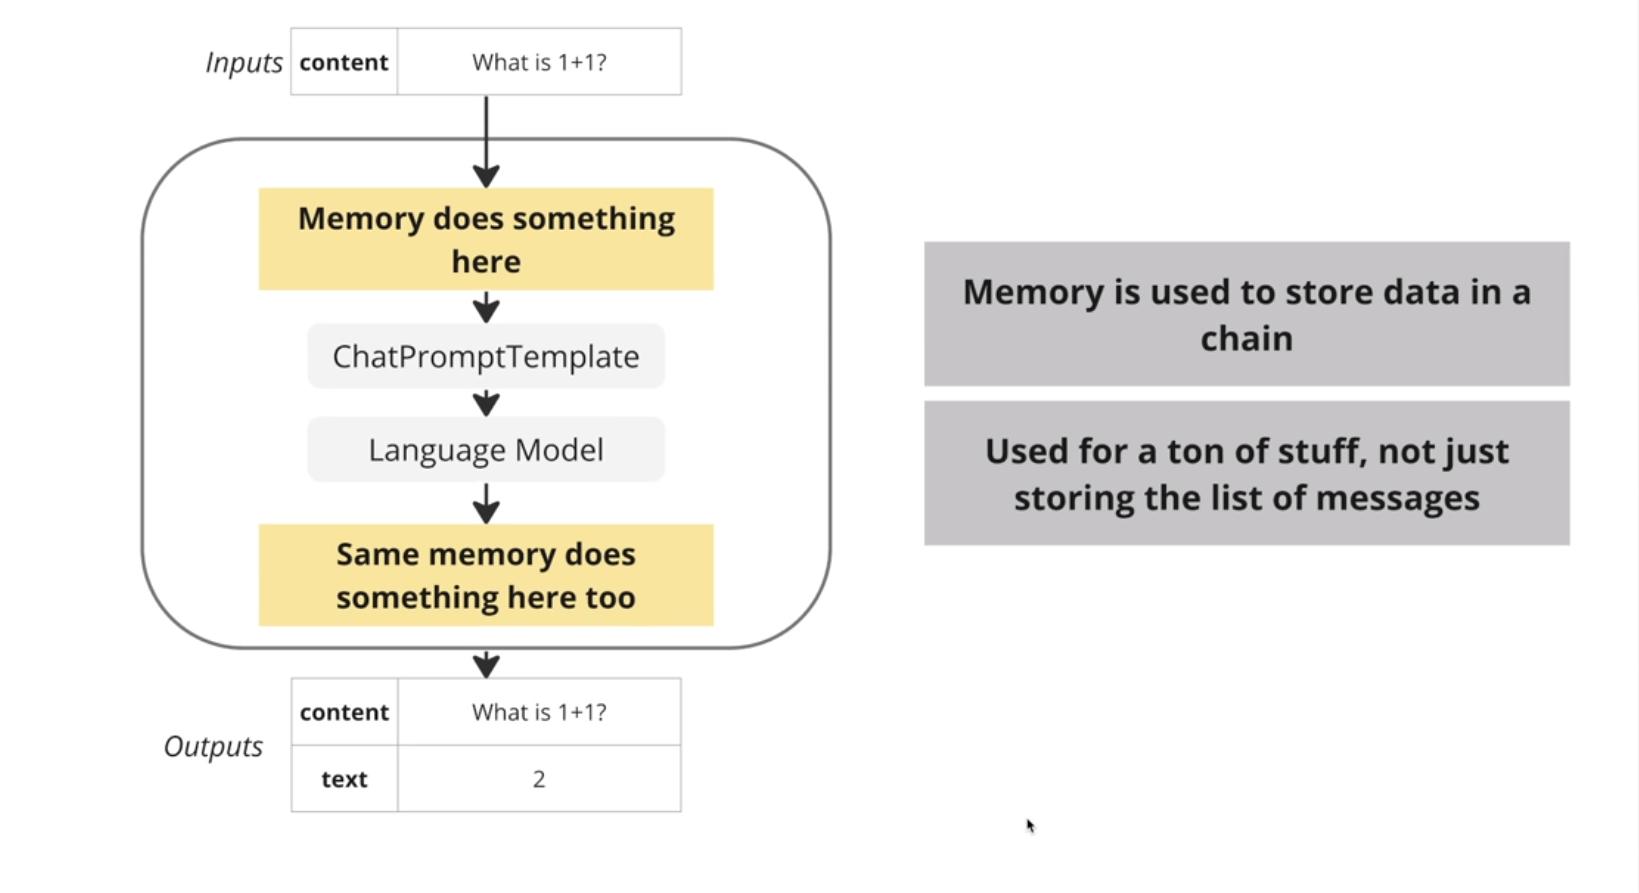 Inputs
content
What is 1+1?
Memory does something
here
ChatPromptTemplate
Language Model
Same memory does
something here too
Outputs
content
What is 1+1?
text
2
Memory is used to store data in a
chain
Used for a ton of stuff, not just
storing the list of messages